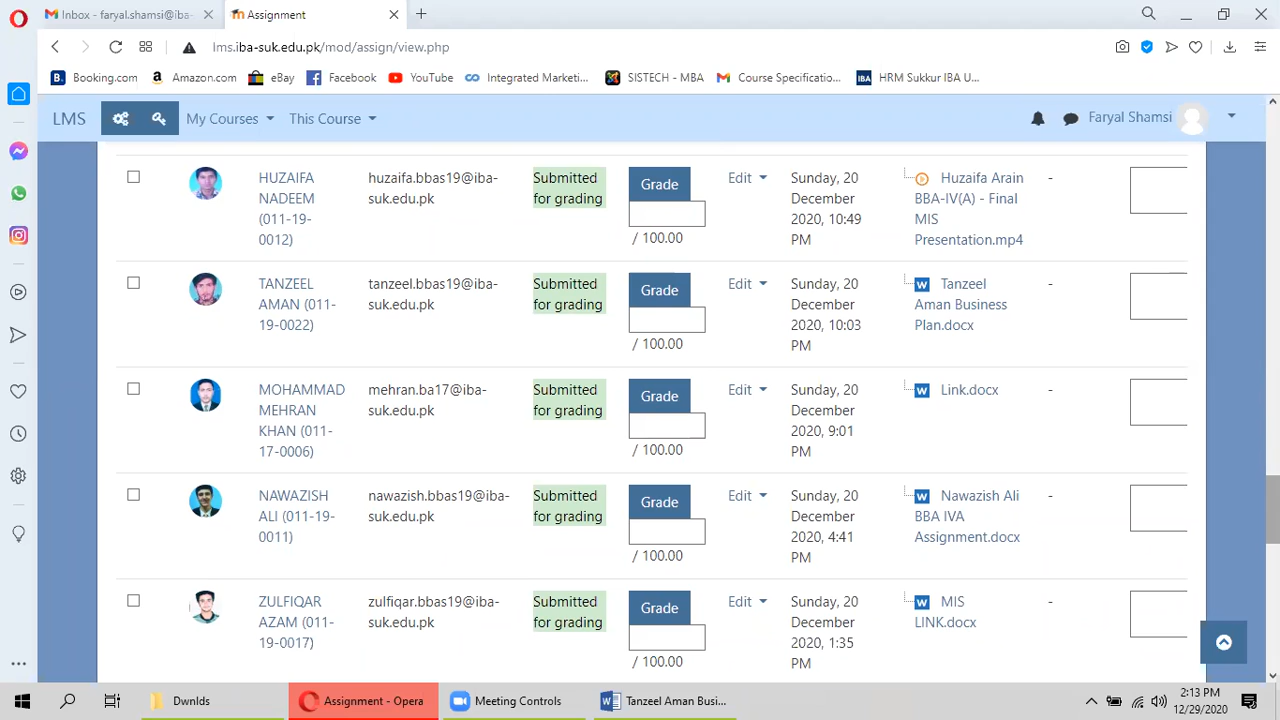 Inbox - faryal.shamsi@iba-
Assignment
lms.iba-suk.edu.pk/mod/assign/view.php
B. Booking.com
a Amazon.com
eBay
Facebook
YouTube
Integrated Marketi...
SISTECH - MBA
Course Specificatio...
IBA HRM Sukkur IBA U...
LMS
My Courses
This Course
Faryal Shamsi
HUZAIFA
NADEEM
(011-19-
0012)
huzaifa.bbas19@iba-
suk.edu.pk
Submitted
for grading
Grade
/ 100.00
Edit
Sunday, 20
December
2020, 10:49
PM
Huzaifa Arain
BBA-IV(A) - Final
MIS
Presentation.mp4
-
TANZEEL
AMAN (011-
19-0022)
tanzeel.bbas19@iba-
suk.edu.pk
Submitted
for grading
Grade
/ 100.00
Edit
Sunday, 20
December
2020, 10:03
PM
W Tanzeel
Aman Business
Plan.docx
-
MOHAMMAD
MEHRAN
KHAN (011-
17-0006)
mehran.ba17@iba-
suk.edu.pk
Submitted
for grading
Grade
/ 100.00
Edit
Sunday, 20
December
2020, 9:01
PM
W Link.docx
-
NAWAZISH
ALI (011-19-
0011)
nawazish.bbas19@iba-
suk.edu.pk
Submitted
for grading
Grade
/ 100.00
Edit
Sunday, 20
December
2020, 4:41
PM
W Nawazish Ali
BBA IVA
Assignment.docx
-
ZULFIQAR
AZAM (011-
19-0017)
zulfiqar.bbas19@iba-
suk.edu.pk
Submitted
for grading
Grade
/ 100.00
Edit
Sunday, 20
December
2020, 1:35
PM
W MIS
LINK.docx
-
Dwnlds
Assignment - Opera
Meeting Controls
Tanzeel Aman Busi...
2:13 PM
12/29/2020